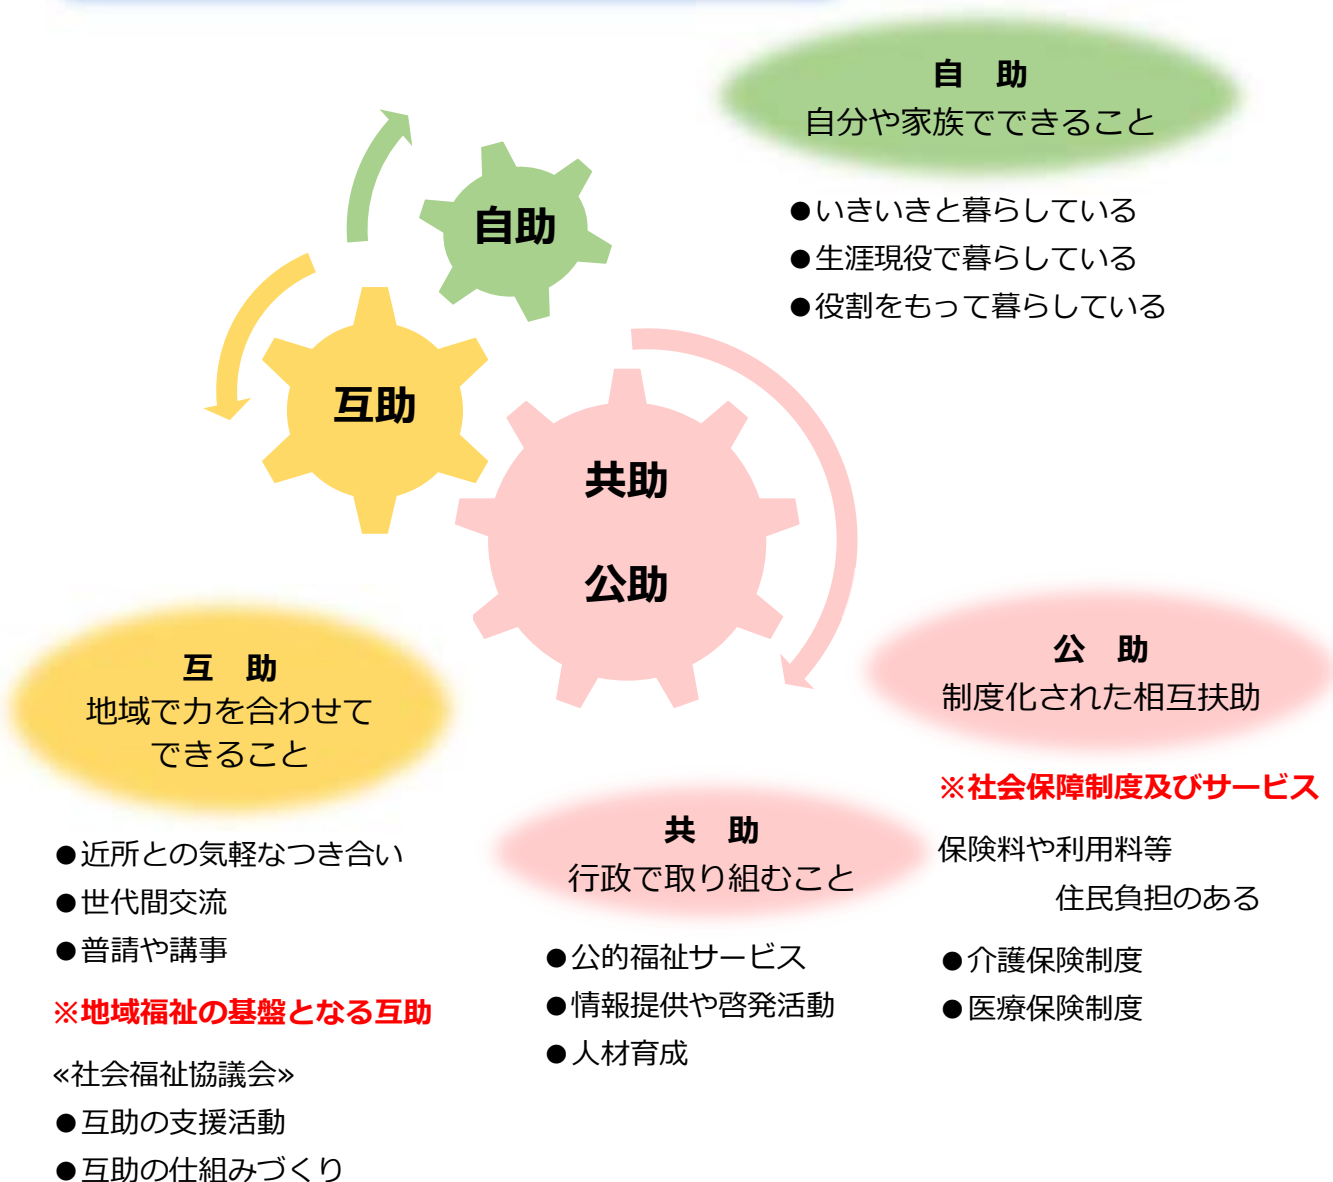 自　助
自分や家族でできること
●いきいきと暮らしている
●生涯現役で暮らしている
●役割をもって暮らしている
自助
互助
共助
公助
互　助
地域で力を合わせて
できること
●近所との気軽なつき合い
●世代間交流
●普請や講事
※地域福祉の基盤となる互助
«社会福祉協議会»
●互助の支援活動
●互助の仕組みづくり
共　助
行政で取り組むこと
●公的福祉サービス
●情報提供や啓発活動
●人材育成
公　助
制度化された相互扶助
※社会保障制度及びサービス
保険料や利用料等
住民負担のある
●介護保険制度
●医療保険制度